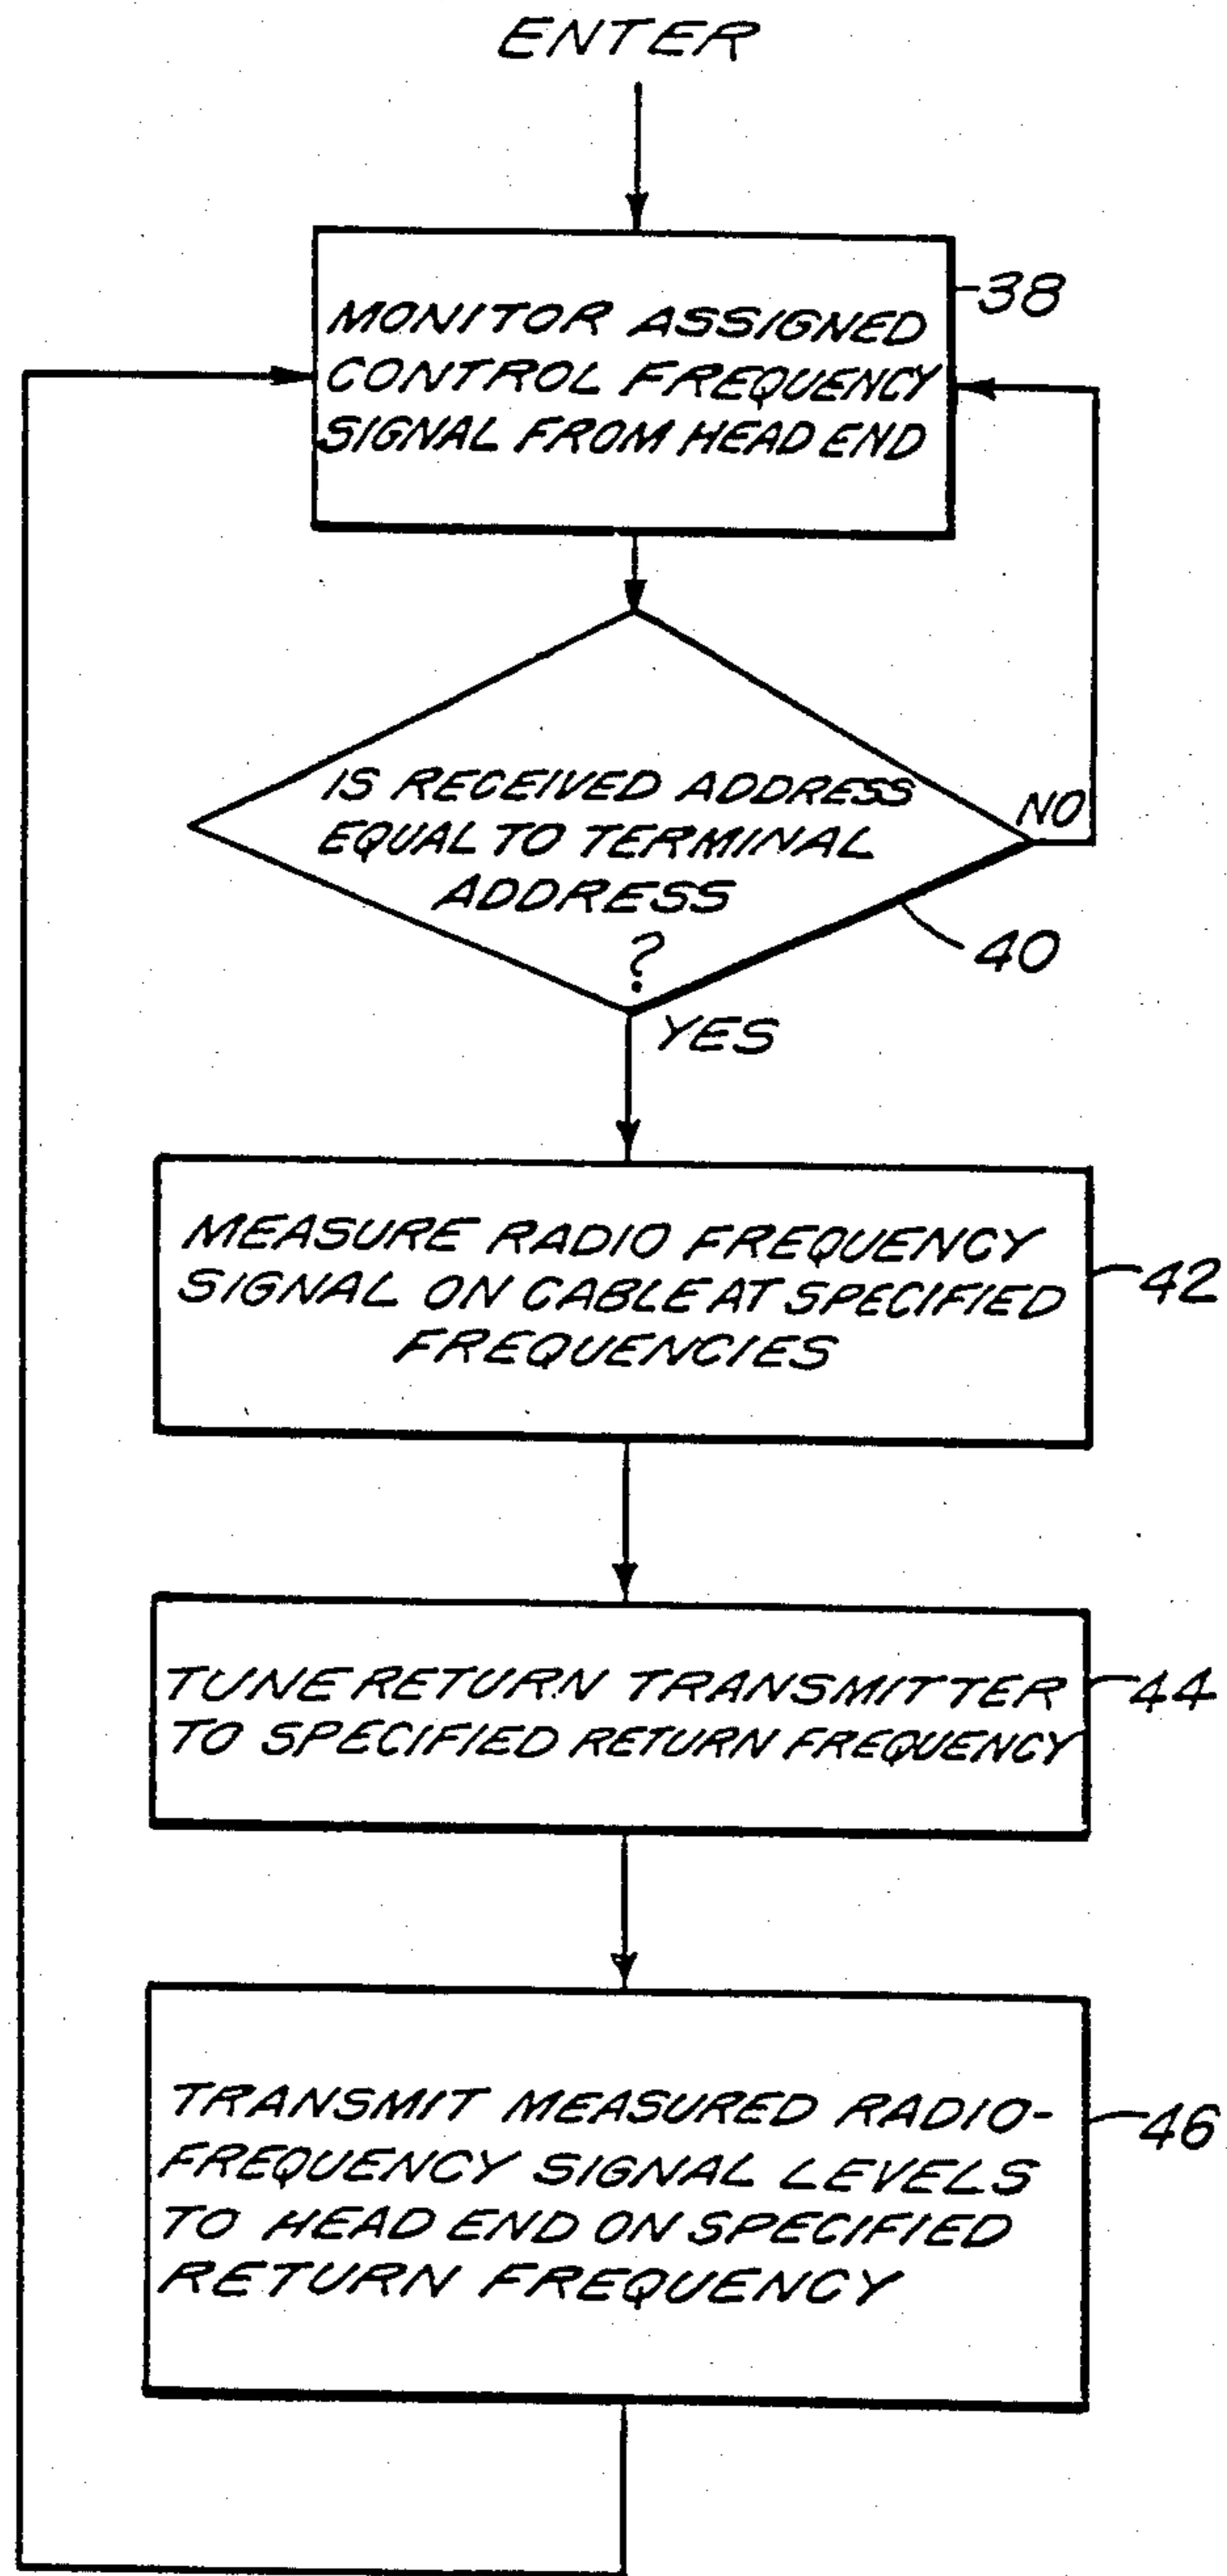 ENTER
38
MONITOR ASSIGNED
CONTROL FREQUENCY
SIGNAL FROM HEAD END
IS RECEIVED ADDRESS
EQUAL TO TERMINAL
ADDRESS
?
NO
40
YES
MEASURE RADIO FREQUENCY
SIGNAL ON CABLE AT SPECIFIED
FREQUENCIES
42
TUNE RETURN TRANSMITTER
TO SPECIFIED RETURN FREQUENCY
44
TRANSMIT MEASURED RADIO-
FREQUENCY SIGNAL LEVELS
TO HEAD END ON SPECIFIED
RETURN FREQUENCY
46